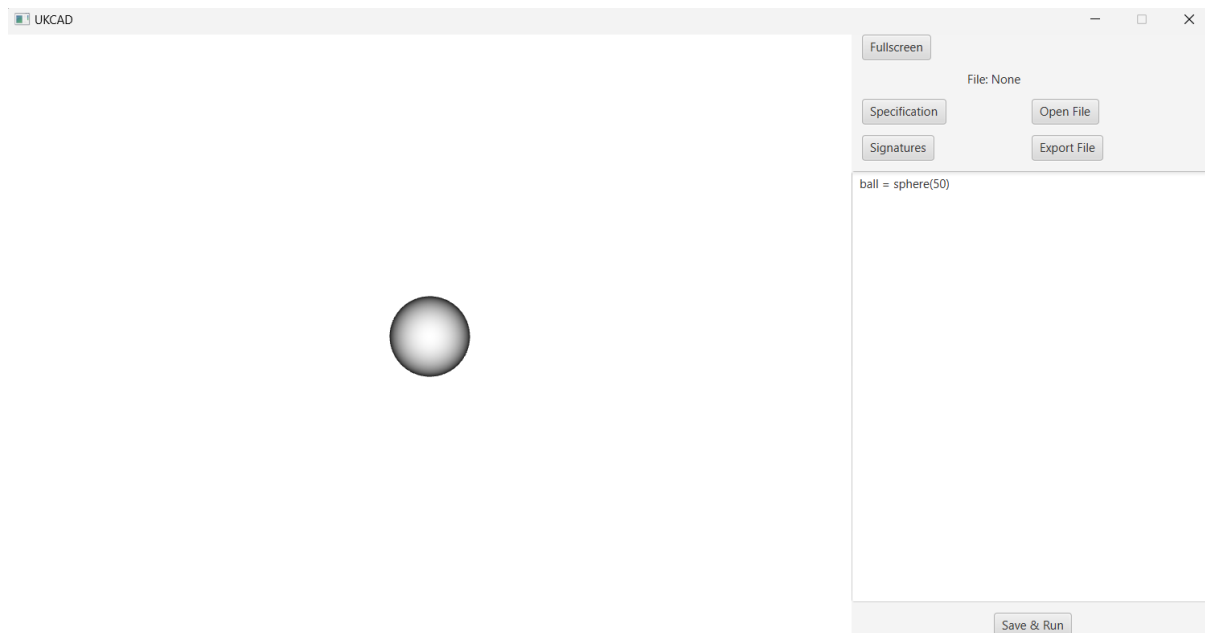 UKCAD
Fullscreen
File: None
Specification
Open File
Signatures
Export File
ball = sphere(50)
Save & Run